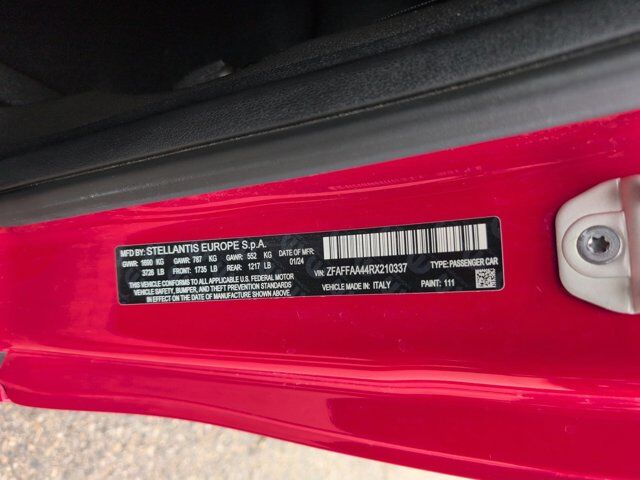 MFD BY: STELLANTIS EUROPE S.p.A.
GVWR: 1690 KG GAWR: 787 KG GAWR: 552 KG DATE OF MFR:
3726 LB FRONT: 1735 LB REAR: 1217 LB 01/24
THIS VEHICLE CONFORMS TO ALL APPLICABLE U.S. FEDERAL MOTOR
VEHICLE SAFETY, BUMPER, AND THEFT PREVENTION STANDARDS
IN EFFECT ON THE DATE OF MANUFACTURE SHOWN ABOVE.
VIN: ZFAFFAA44RX210337 TYPE: PASSENGER CAR
VEHICLE MADE IN: ITALY PAINT: 111